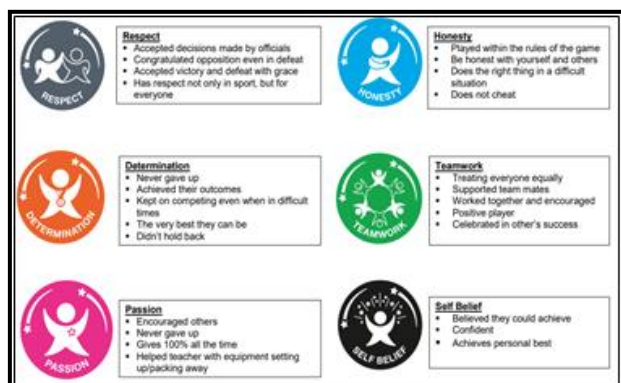 Respect
▪ Accepted decisions made by officials
▪ Congratulated opposition even in defeat
▪ Accepted victory and defeat with grace
▪ Has respect not only in sport, but for
everyone
RESPECT
Honesty
▪ Played within the rules of the game
▪ Be honest with yourself and others
▪ Does the right thing in a difficult
situation
▪ Does not cheat
HONESTY
Determination
▪ Never gave up
▪ Achieved their outcomes
▪ Kept on competing even when in difficult
times
▪ The very best they can be
▪ Didn't hold back
DETERMINATION
Teamwork
▪ Treating everyone equally
▪ Supported team mates
▪ Worked together and encouraged
▪ Positive player
▪ Celebrated in other's success
TEAMWORK
Passion
▪ Encouraged others
▪ Never gave up
▪ Gives 100% all the time
▪ Helped teacher with equipment setting
up/packing away
PASSION
Self Belief
▪ Believed they could achieve
▪ Confident
▪ Achieves personal best
SELF BELIEF